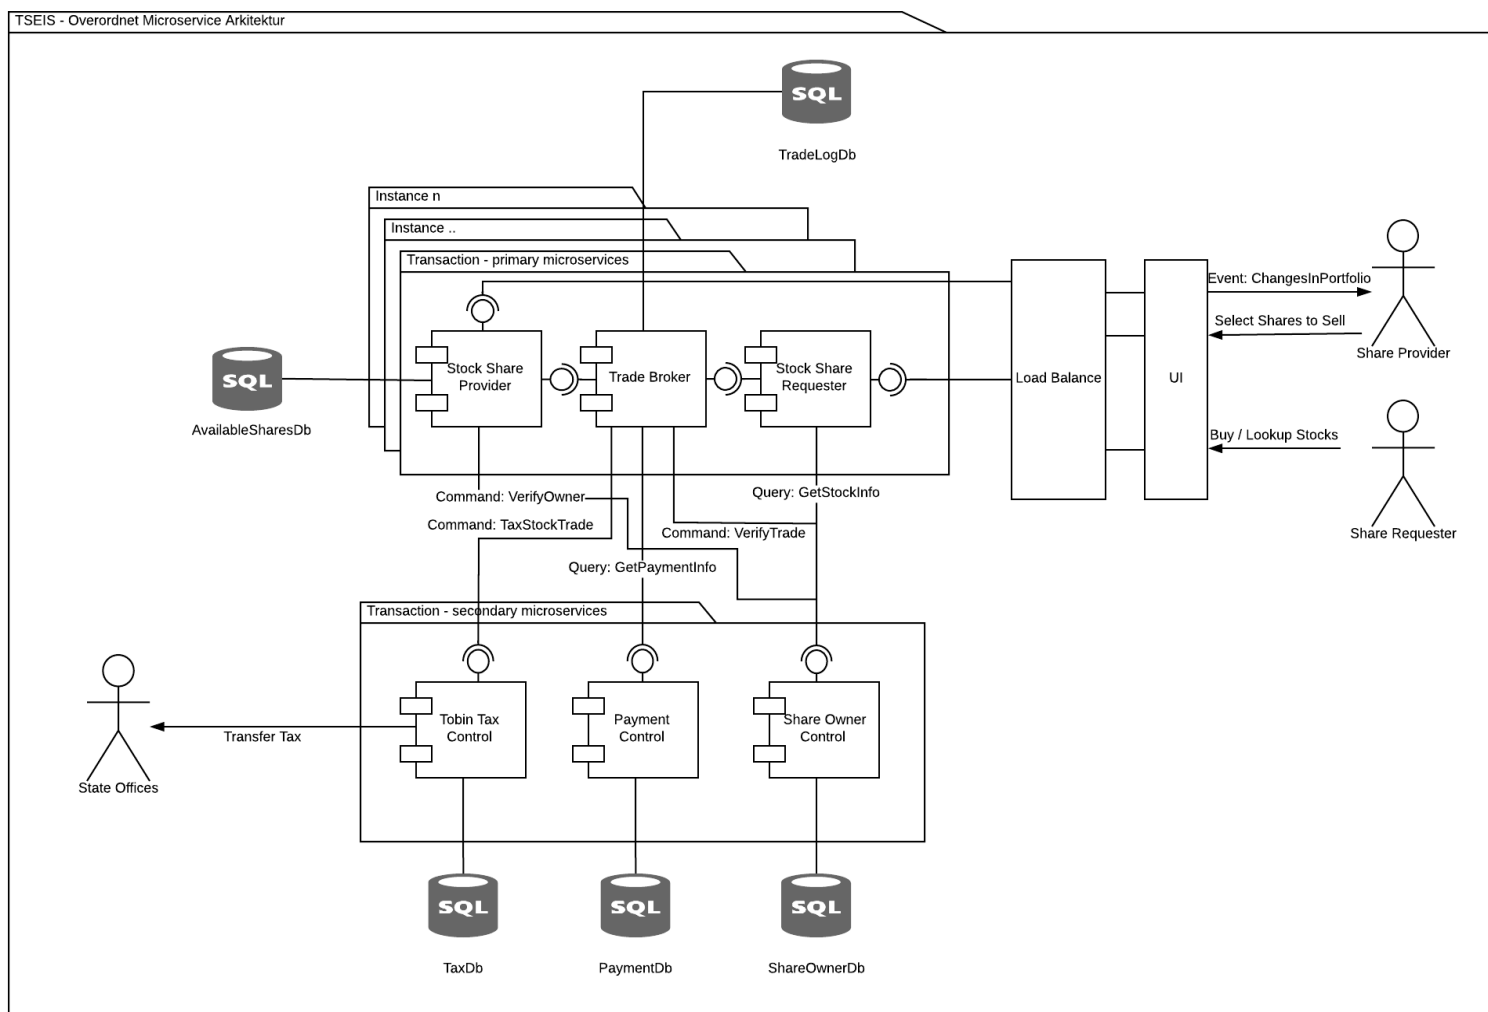 TSEIS - Overordnet Microservice Arkitektur
SQL
TradeLogDb
Instance n
Instance ..
Transaction - primary microservices
Stock Share
Provider
Trade Broker
Stock Share
Requester
SQL
AvailableSharesDb
Load Balance
UI
Event: ChangesInPortfolio
Select Shares to Sell
Share Provider
Buy / Lookup Stocks
Share Requester
Command: VerifyOwner
Query: GetStockInfo
Command: TaxStockTrade
Command: VerifyTrade
Query: GetPaymentInfo
Transaction - secondary microservices
Tobin Tax
Control
Payment
Control
Share Owner
Control
Transfer Tax
State Offices
SQL
TaxDb
SQL
PaymentDb
SQL
ShareOwnerDb